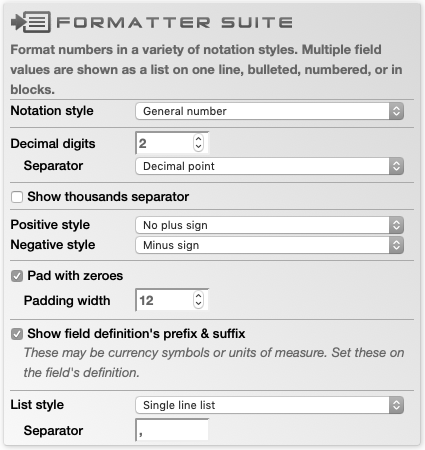 FORMATTER SUITE
Format numbers in a variety of notation styles. Multiple field
values are shown as a list on one line, bulleted, numbered, or in
blocks.
Notation style General number
Decimal digits 2
Separator Decimal point
Show thousands separator
Positive style No plus sign
Negative style Minus sign
Pad with zeroes
Padding width 12
Show field definition's prefix & suffix
These may be currency symbols or units of measure. Set these on
the field's definition.
List style Single line list
Separator ,